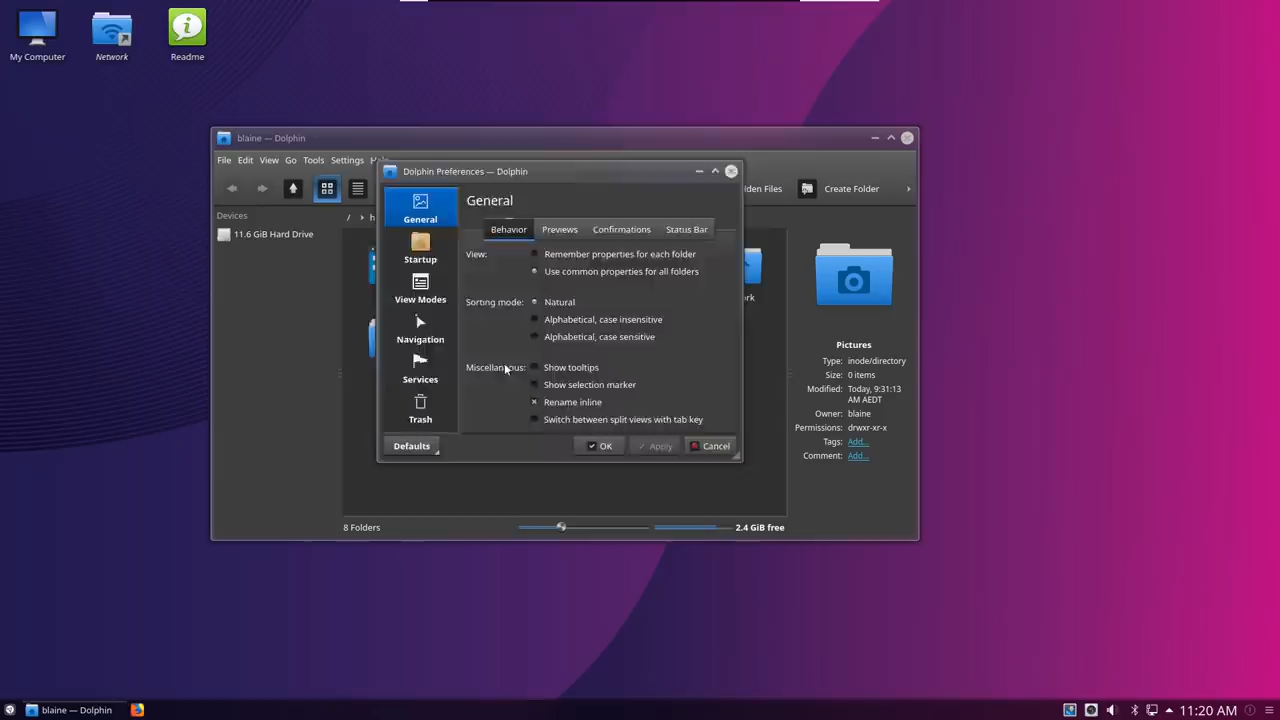 My Computer
Network
Readme
blaine — Dolphin
File Edit View Go Tools Settings
Dolphin Preferences — Dolphin
Files
Create Folder
Devices
11.6 GiB Hard Drive
/
General
Startup
View Modes
Navigation
Services
Trash
General
Behavior Previews Confirmations Status Bar
View: Remember properties for each folder
Use common properties for all folders
Sorting mode: Natural
Alphabetical, case insensitive
Alphabetical, case sensitive
Miscellaneous: Show tooltips
Show selection marker
Rename inline
Switch between split views with tab key
Defaults OK Apply Cancel
Pictures
Type: inode/directory
Size: 0 items
Modified: Today, 9:31:13
AM AEDT
Owner: blaine
Permissions: drwxr-xr-x
Tags: Add...
Comment: Add...
8 Folders
2.4 GiB free
blaine — Dolphin
11:20 AM